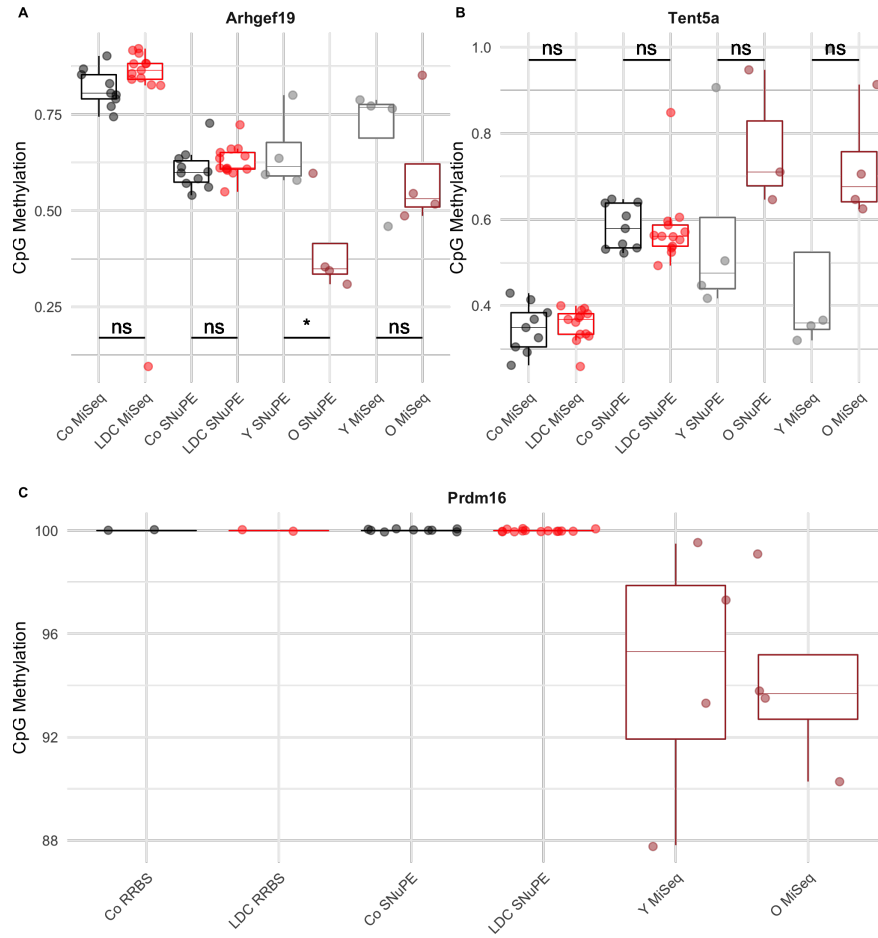 A
Arhgef19
CpG Methylation
0.75
0.50
0.25
ns
ns
*
ns
Co MiSeq
LDC MiSeq
Co SNuPE
LDC SNuPE
Y SNuPE
O SNuPE
Y MiSeq
O MiSeq
B
Tent5a
CpG Methylation
1.0
0.8
0.6
0.4
ns
ns
ns
ns
Co MiSeq
LDC MiSeq
Co SNuPE
LDC SNuPE
Y SNuPE
O SNuPE
Y MiSeq
O MiSeq
C
Prdm16
CpG Methylation
100
96
92
88
Co RRBS
LDC RRBS
Co SNuPE
LDC SNuPE
Y MiSeq
O MiSeq